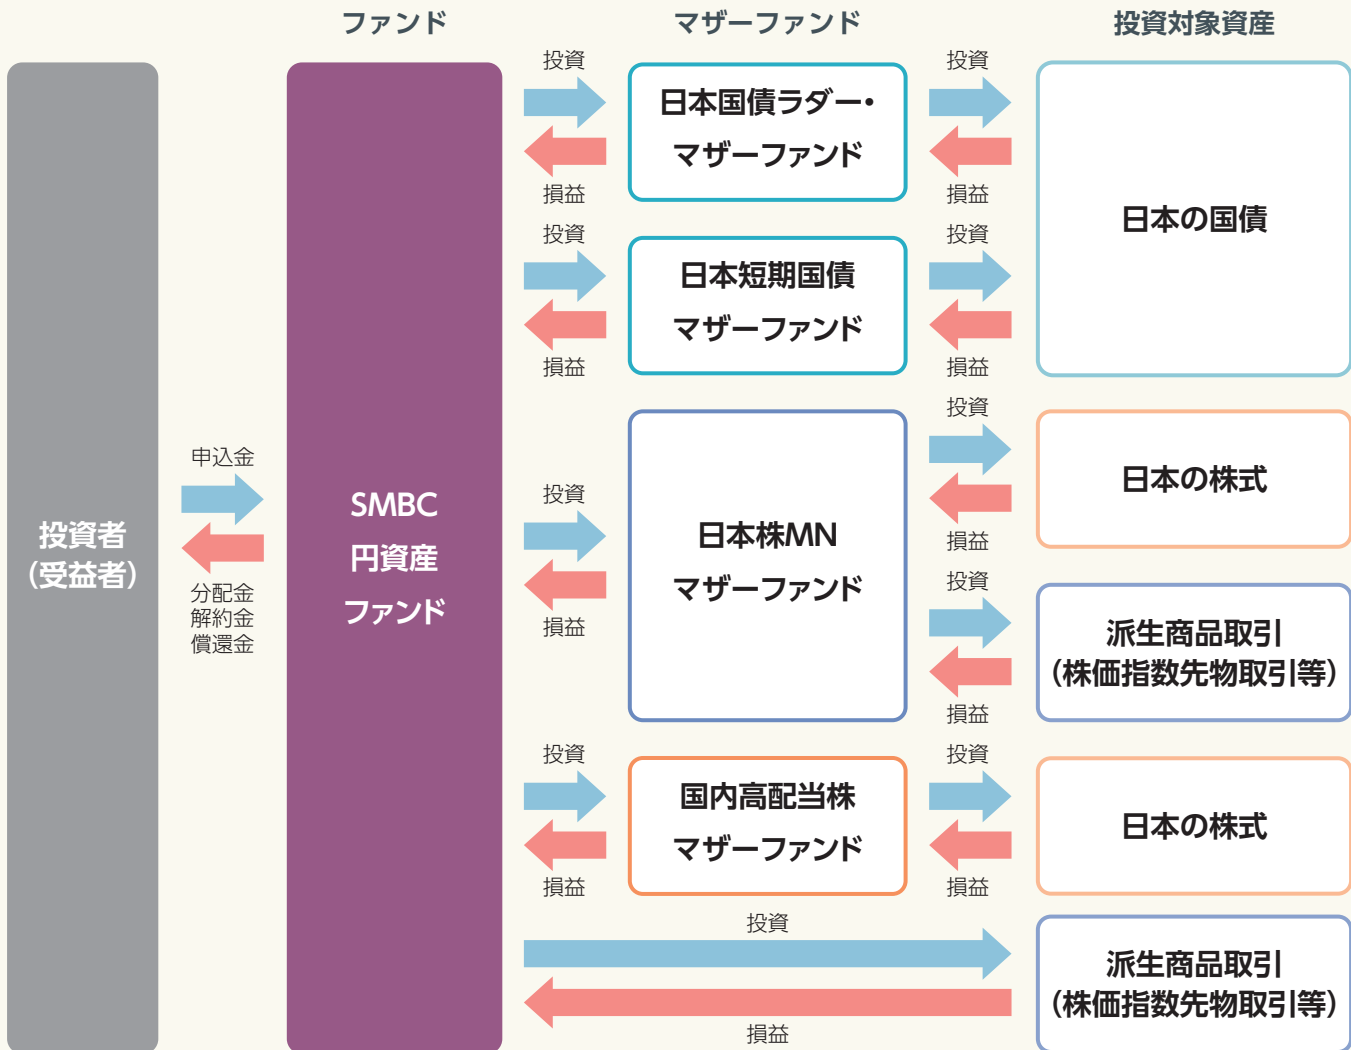 ファンド
マザーファンド
投資対象資産
投資者
(受益者)
申込金
分配金
解約金
償還金
SMBC
円資産
ファンド
投資
損益
日本国債ラダー・
マザーファンド
投資
損益
日本の国債
投資
損益
日本短期国債
マザーファンド
投資
損益
投資
損益
日本株MN
マザーファンド
投資
損益
日本の株式
投資
損益
派生商品取引
(株価指数先物取引等)
投資
損益
国内高配当株
マザーファンド
投資
損益
日本の株式
投資
損益
派生商品取引
(株価指数先物取引等)